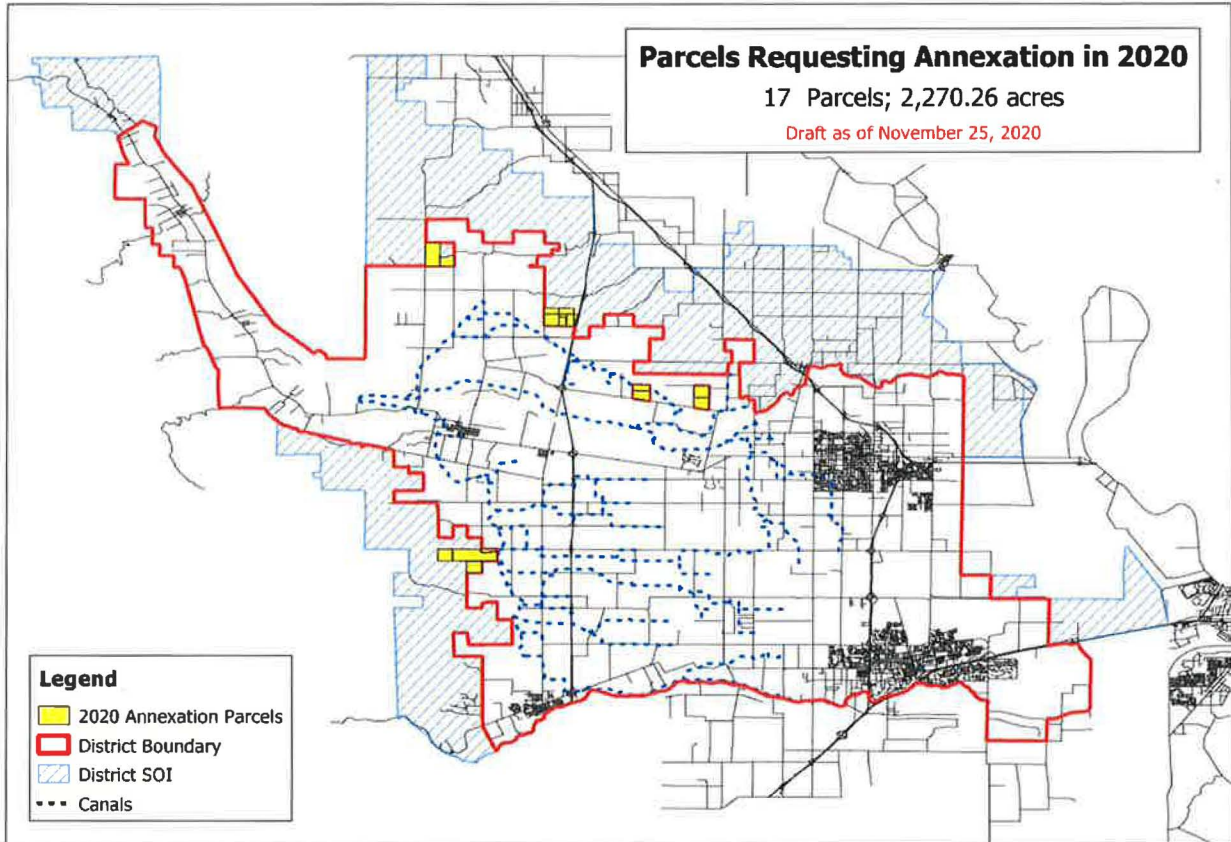 Parcels Requesting Annexation in 2020
17 Parcels; 2,270.26 acres
Draft as of November 25, 2020
Legend
2020 Annexation Parcels
District Boundary
District SOI
Canals